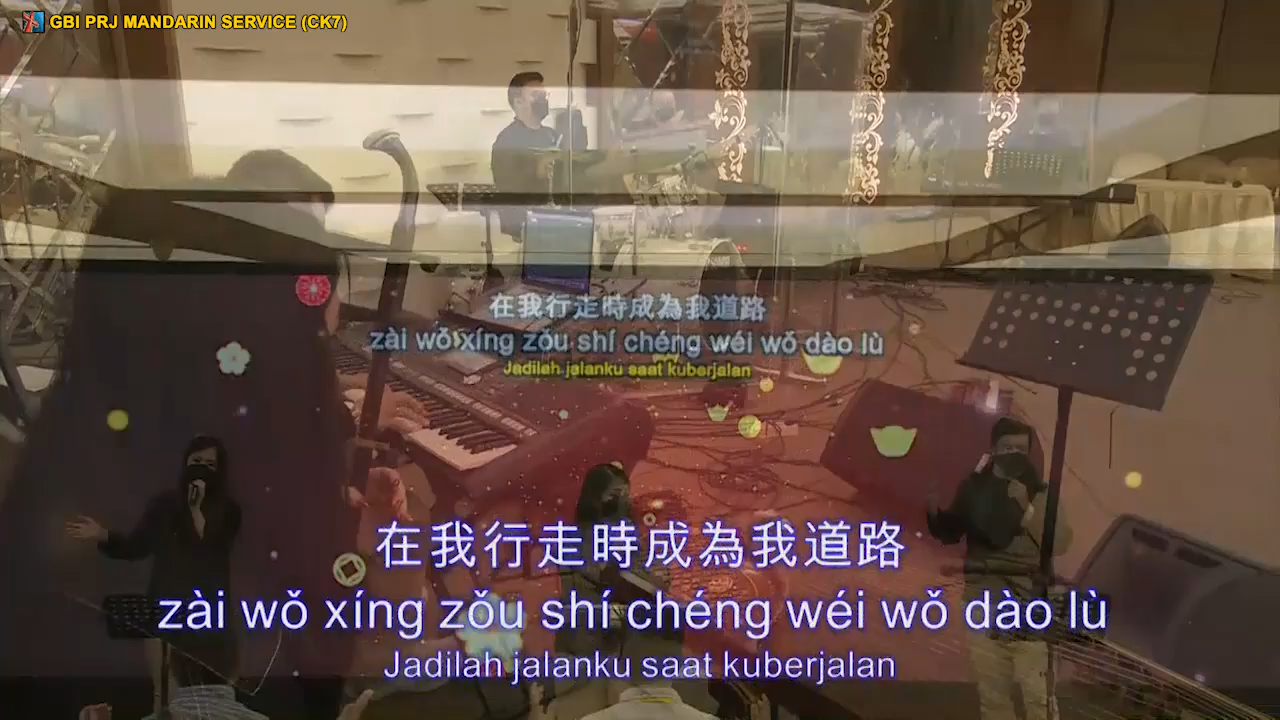 GBI PRJ MANDARIN SERVICE (CK7)
在我行走時成為我道路
zài wǒ xíng zǒu shí chéng wéi wǒ dào lù
Jadilah jalanku saat kuberjalan
在我行走時成為我道路
zài wǒ xíng zǒu shí chéng wéi wǒ dào lù
Jadilah jalanku saat kuberjalan